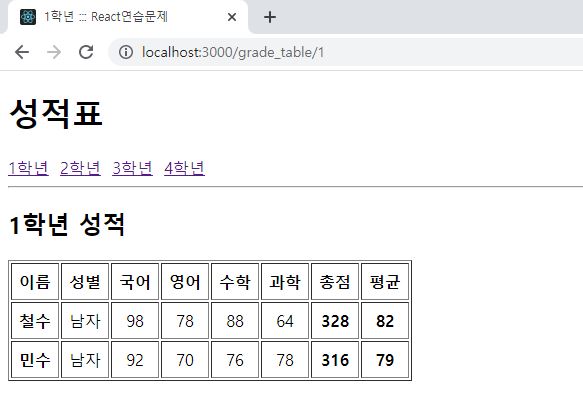 1학년 ::: React연습문제
localhost:3000/grade_table/1
성적표
1학년 2학년 3학년 4학년
1학년 성적
이름 성별 국어 영어 수학 과학 총점 평균
철수 남자 98 78 88 64 328 82
민수 남자 92 70 76 78 316 79